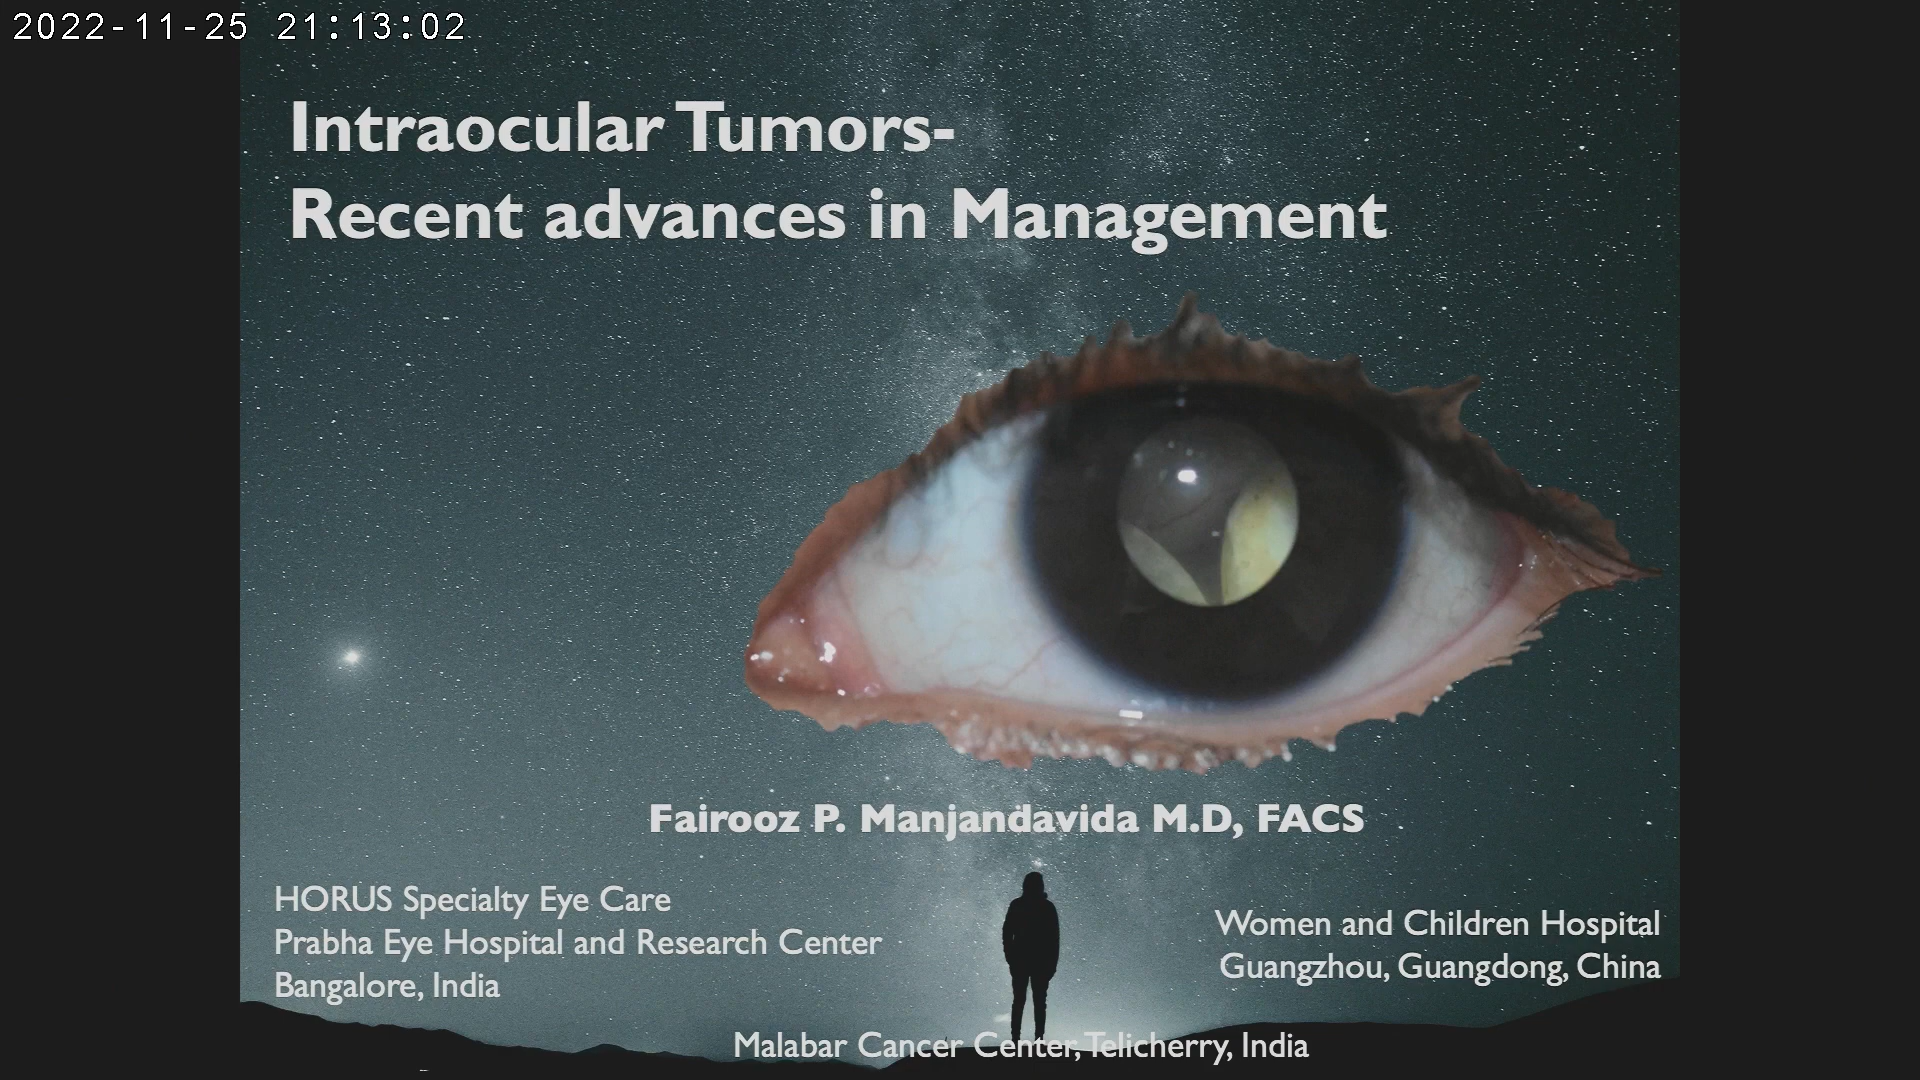 2022-11-25 21:13:02
Intraocular Tumors-
Recent advances in Management
Fairooz P. Manjandavida M.D, FACS
HORUS Specialty Eye Care
Prabha Eye Hospital and Research Center
Bangalore, India
Women and Children Hospital
Guangzhou, Guangdong, China
Malabar Cancer Center, Telicherry, India